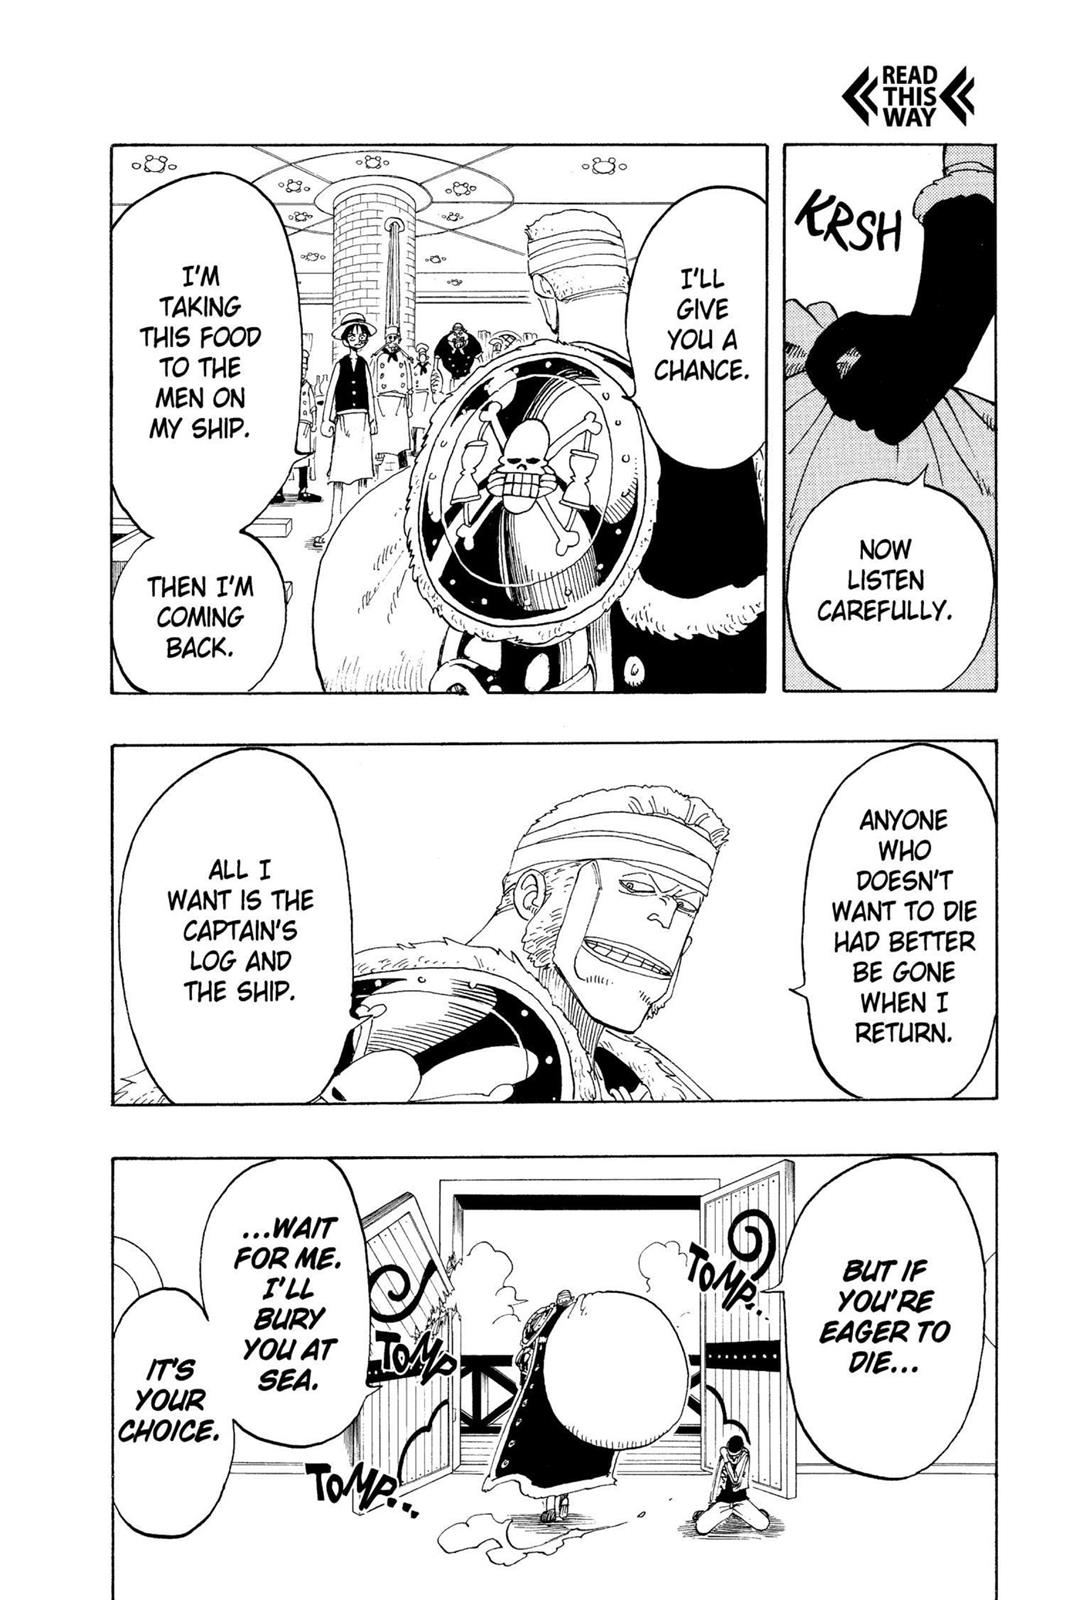 READ
THIS
WAY
KRSH
NOW
LISTEN
CAREFULLY.
I'LL
GIVE
YOU A
CHANCE.
I'M
TAKING
THIS FOOD
TO THE
MEN ON
MY SHIP.
THEN I'M
COMING
BACK.
ANYONE
WHO
DOESN'T
WANT TO DIE
HAD BETTER
BE GONE
WHEN I
RETURN.
ALL I
WANT IS THE
CAPTAIN'S
LOG AND
THE SHIP.
BUT IF
YOU'RE
EAGER TO
DIE...
TOMP...
...WAIT
FOR ME.
I'LL
BURY
YOU AT
SEA.
TOMP
IT'S
YOUR
CHOICE.
TOMP...